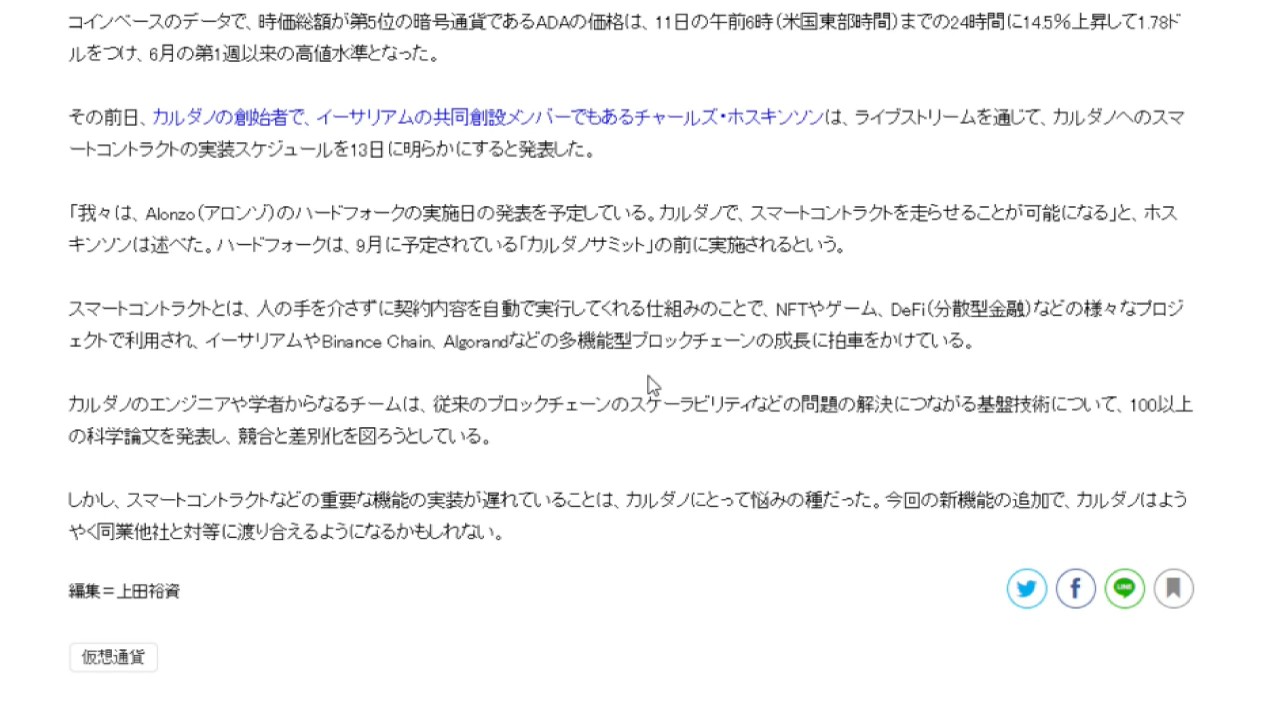 コインベースのデータで、時価総額が第5位の暗号通貨であるADAの価格は、11日の午前6時（米国東部時間）までの24時間に14.5％上昇して1.78ド
ルをつけ、6月の第1週以来の高値水準となった。
その前日、カルダノの創始者で、イーサリアムの共同創設メンバーでもあるチャールズ・ホスキンソンは、ライブストリームを通じて、カルダノへのスマ
ートコントラクトの実装スケジュールを13日に明らかにすると発表した。
「我々は、Alonzo（アロンゾ）のハードフォークの実施日の発表を予定している。カルダノで、スマートコントラクトを走らせることが可能になる」と、ホス
キンソンは述べた。ハードフォークは、9月に予定されている「カルダノサミット」の前に実施されるという。
スマートコントラクトとは、人の手を介さずに契約内容を自動で実行してくれる仕組みのことで、NFTやゲーム、DeFi（分散型金融）などの様々なプロジ
ェクトで利用され、イーサリアムやBinance Chain、Algorandなどの多機能型ブロックチェーンの成長に拍車をかけている。
カルダノのエンジニアや学者からなるチームは、従来のブロックチェーンのスケーラビリティなどの問題の解決につながる基盤技術について、100以上
の科学論文を発表し、競合と差別化を図ろうとしている。
しかし、スマートコントラクトなどの重要な機能の実装が遅れていることは、カルダノにとって悩みの種だった。今回の新機能の追加で、カルダノはよう
やく同業他社と対等に渡り合えるようになるかもしれない。
編集＝上田裕資
LINE
仮想通貨